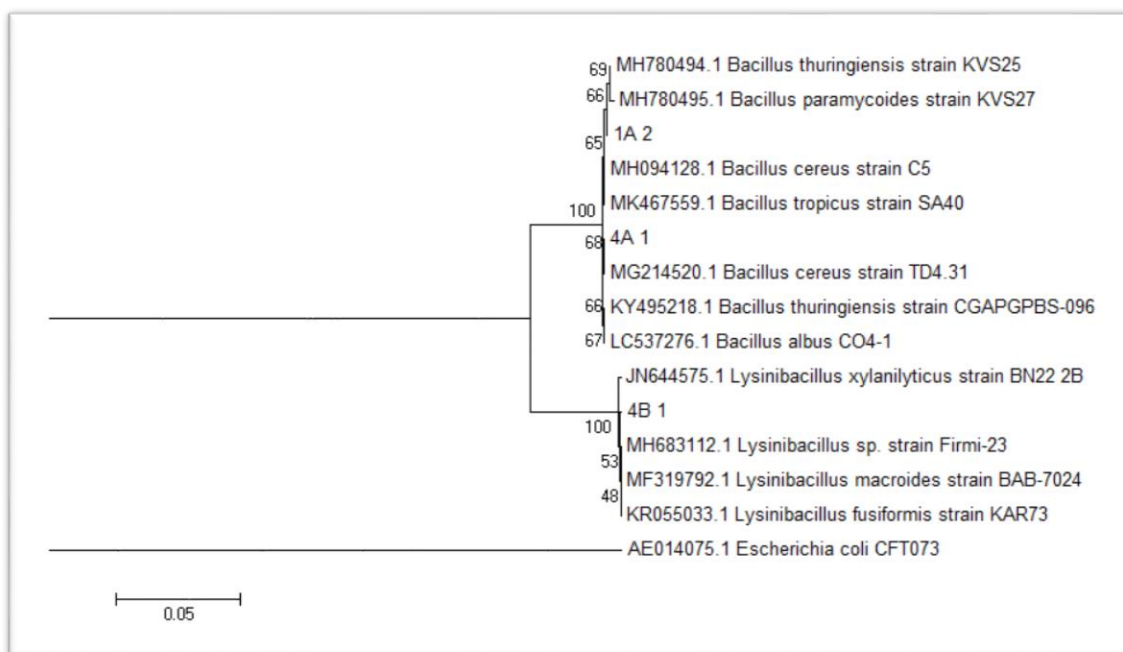 69
MH780494.1 Bacillus thuringiensis strain KVS25
66
MH780495.1 Bacillus paramycoides strain KVS27
1A 2
65
MH094128.1 Bacillus cereus strain C5
MK467559.1 Bacillus tropicus strain SA40
100
4A 1
68
MG214520.1 Bacillus cereus strain TD4.31
66
KY495218.1 Bacillus thuringiensis strain CGAPGPBS-096
67
LC537276.1 Bacillus albus CO4-1
JN644575.1 Lysinibacillus xylanilyticus strain BN22 2B
4B 1
100
MH683112.1 Lysinibacillus sp. strain Firmi-23
53
MF319792.1 Lysinibacillus macroides strain BAB-7024
48
KR055033.1 Lysinibacillus fusiformis strain KAR73
AE014075.1 Escherichia coli CFT073
0.05